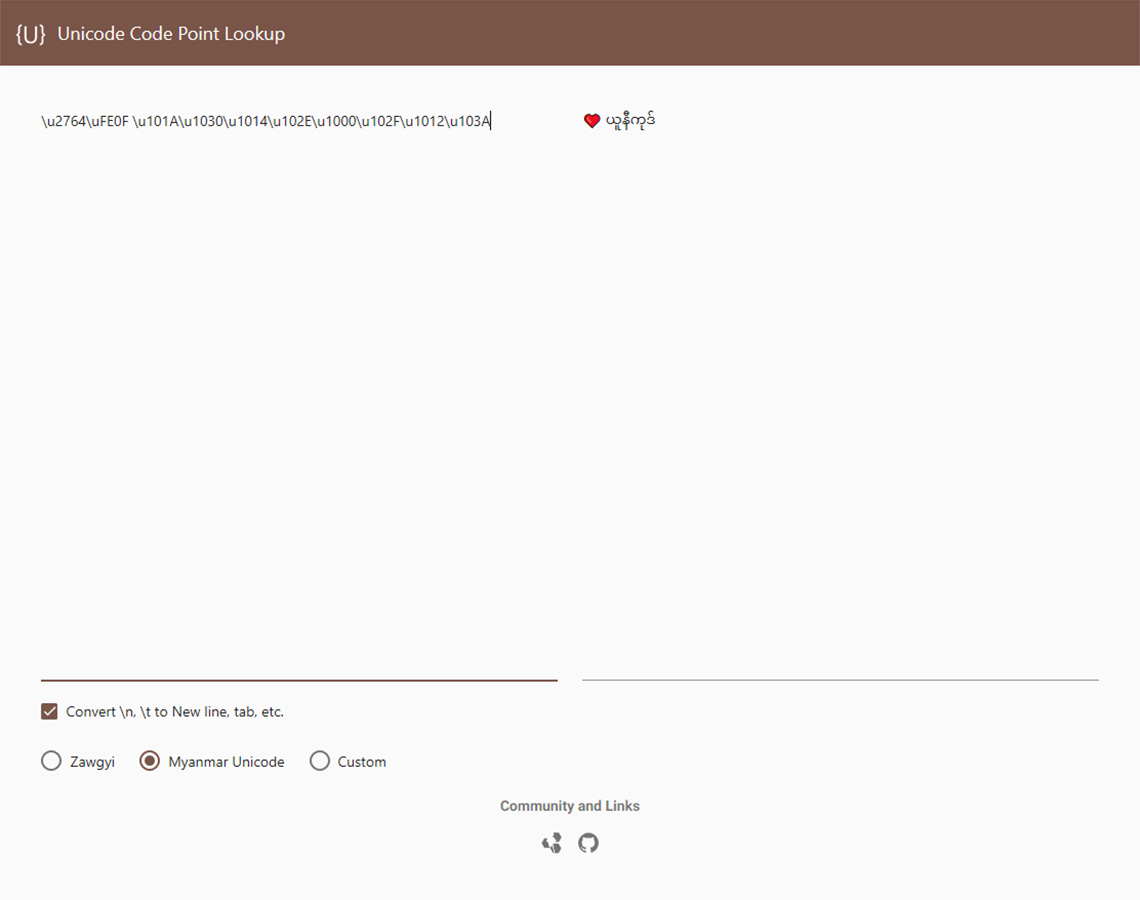 {U} Unicode Code Point Lookup
\u2764\uFE0F \u101A\u1030\u1014\u102E\u1000\u102F\u1012\u103A
❤️ ယူနီကုဒ်
Convert \n, \t to New line, tab, etc.
Zawgyi Myanmar Unicode Custom
Community and Links